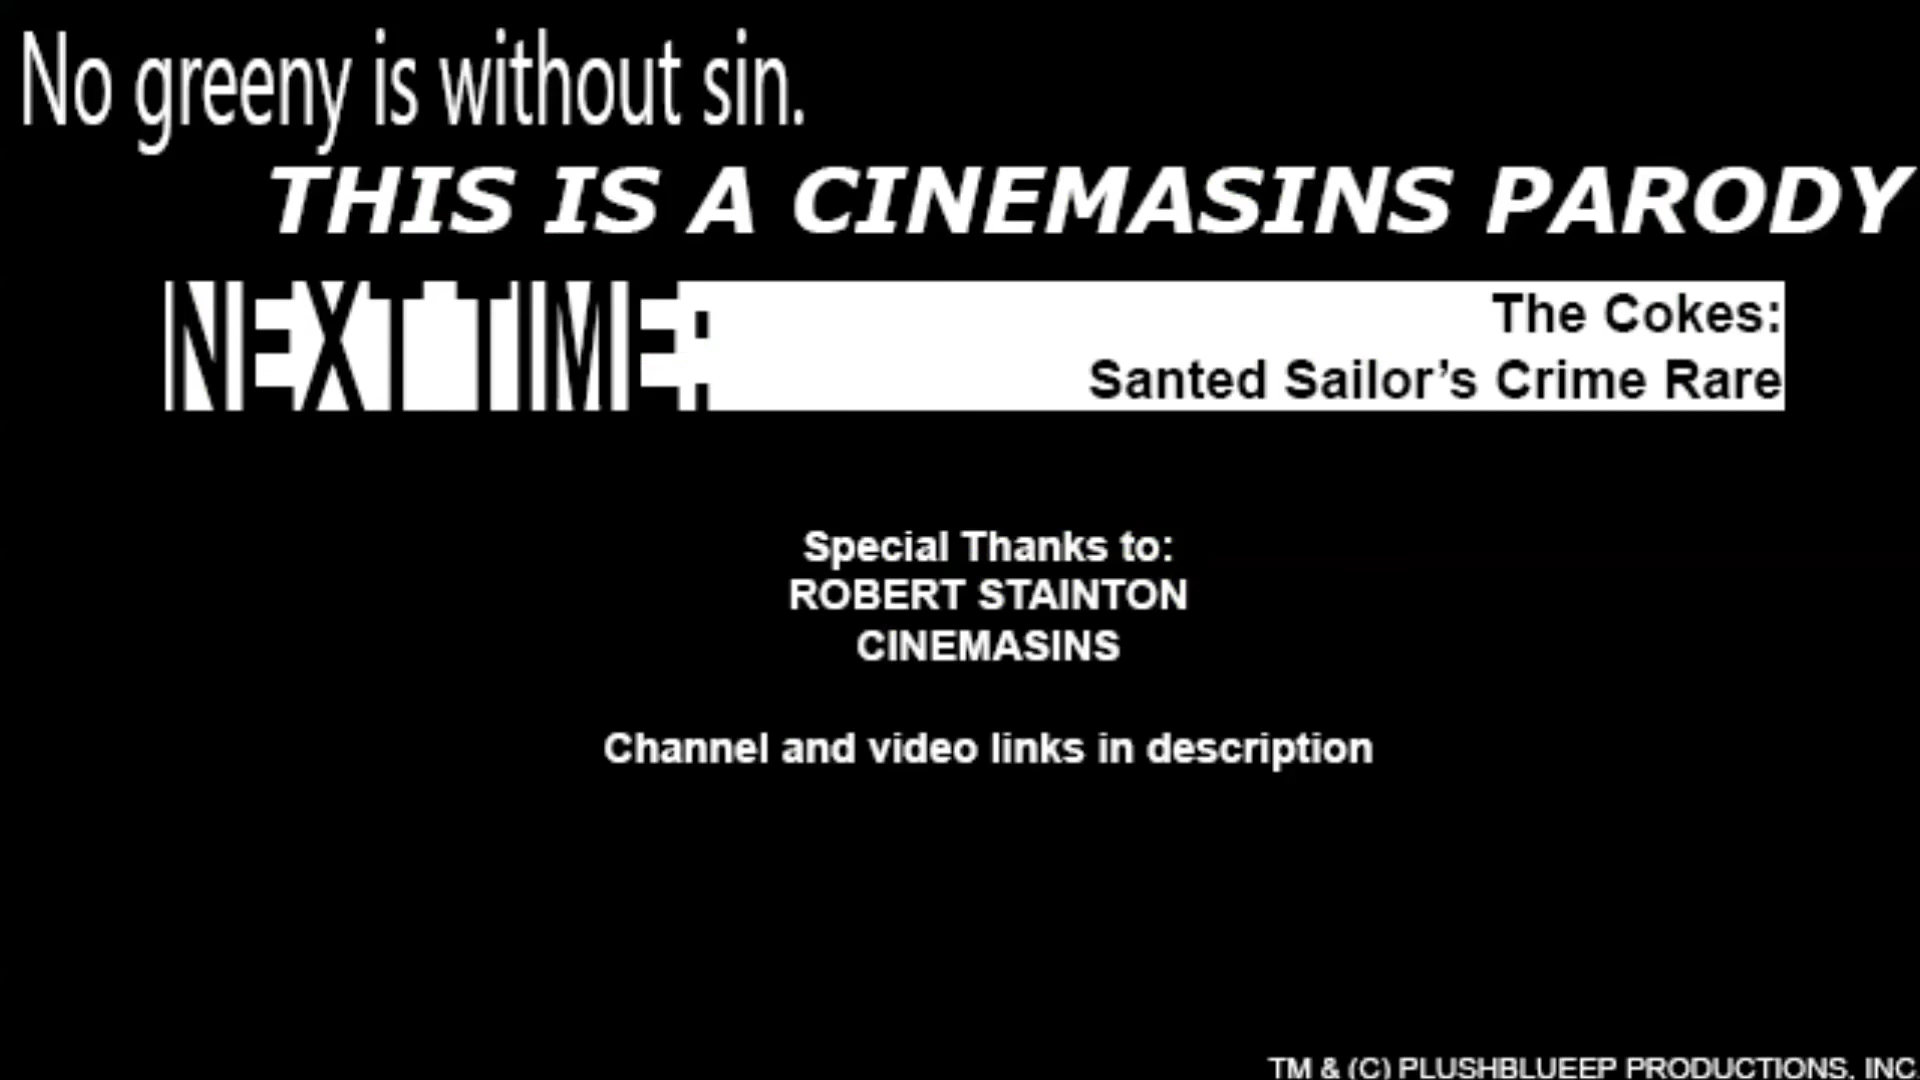 No greeny is without sin.
THIS IS A CINEMASINS PARODY
NEXT TIME:
The Cokes:
Santed Sailor's Crime Rare
Special Thanks to:
ROBERT STAINTON
CINEMASINS
Channel and video links in description
TM & (C) PLUSHBLUEEP PRODUCTIONS, INC